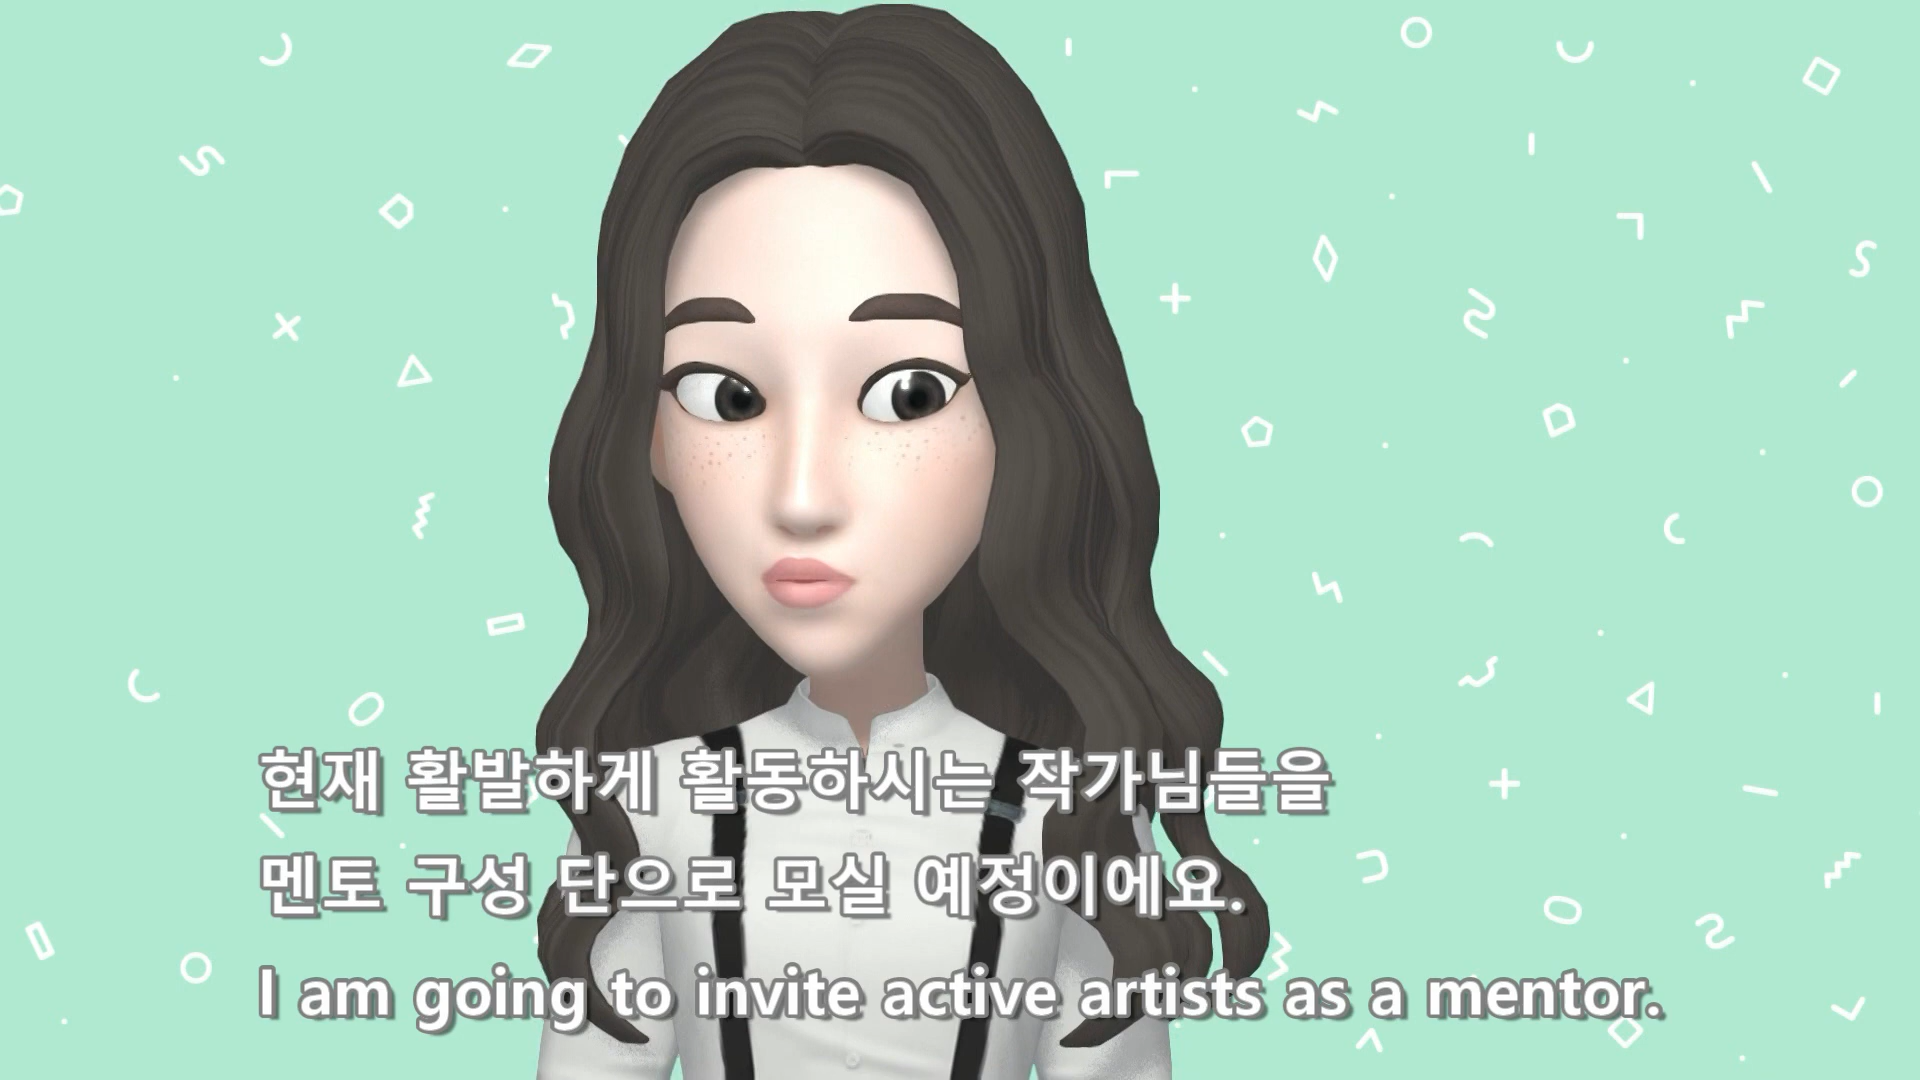 현재 활발하게 활동하시는 작가님들을
멘토 구성 단으로 모실 예정이에요.
I am going to invite active artists as a mentor.